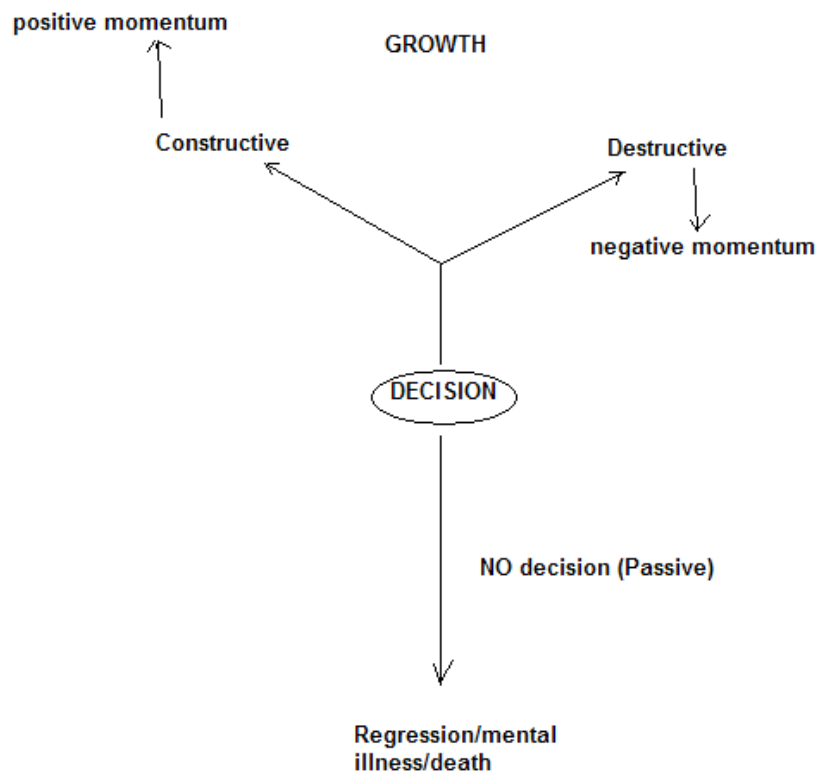 positive momentum
GROWTH
Constructive
Destructive
negative momentum
DECISION
NO decision (Passive)
Regression/mental
illness/death